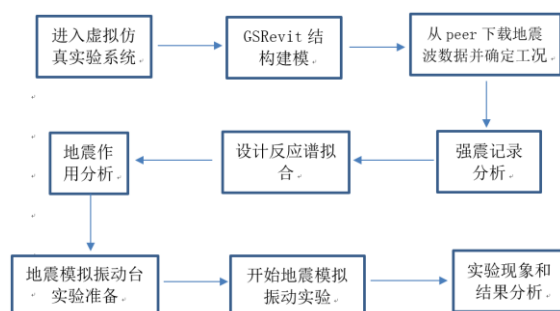 进入虚拟仿
真实验系统
GSRevit 结
构建模
从 peer 下载地震
波数据并确定工况
强震记录
分析
设计反应谱拟
合
地震作
用分析
地震模拟振动台
实验准备
开始地震模拟
振动实验
实验现象和
结果分析